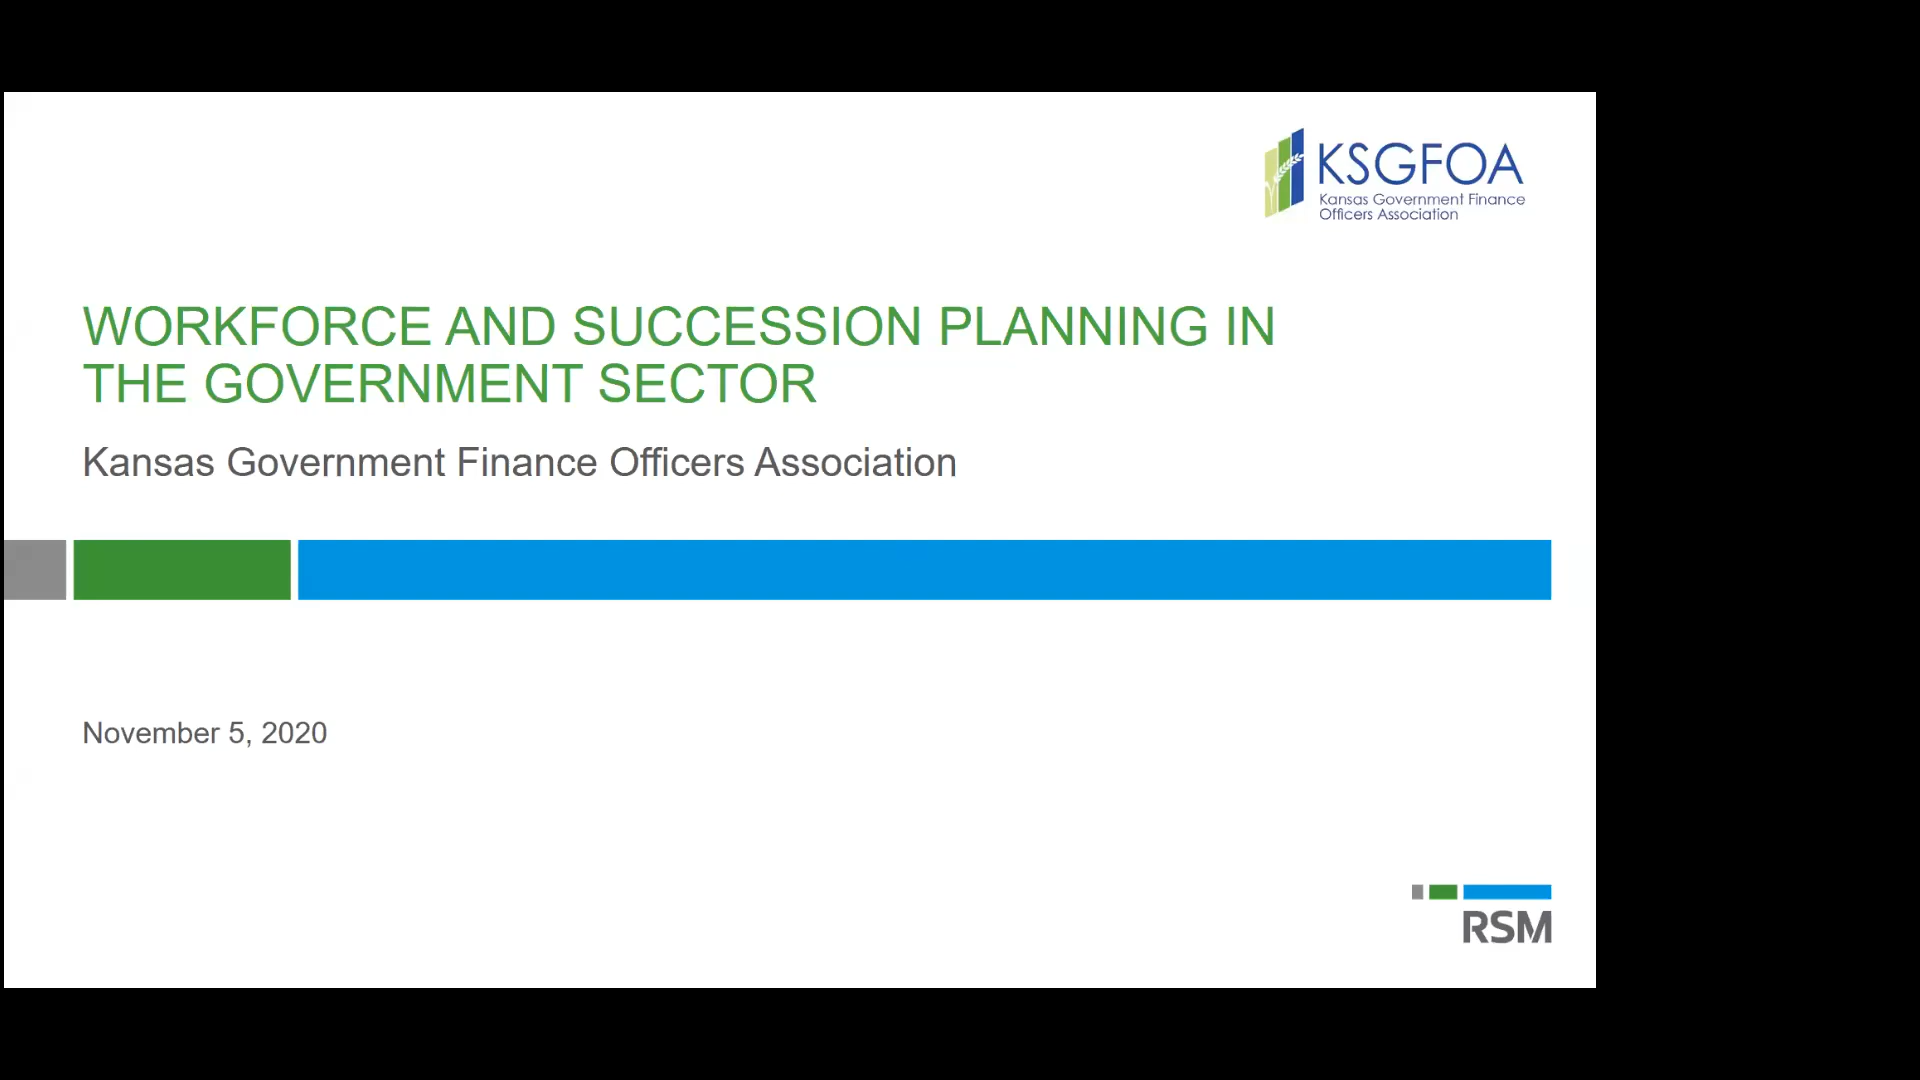 KSGFOA
Kansas Government Finance
Officers Association
WORKFORCE AND SUCCESSION PLANNING IN
THE GOVERNMENT SECTOR
Kansas Government Finance Officers Association
November 5, 2020
RSM